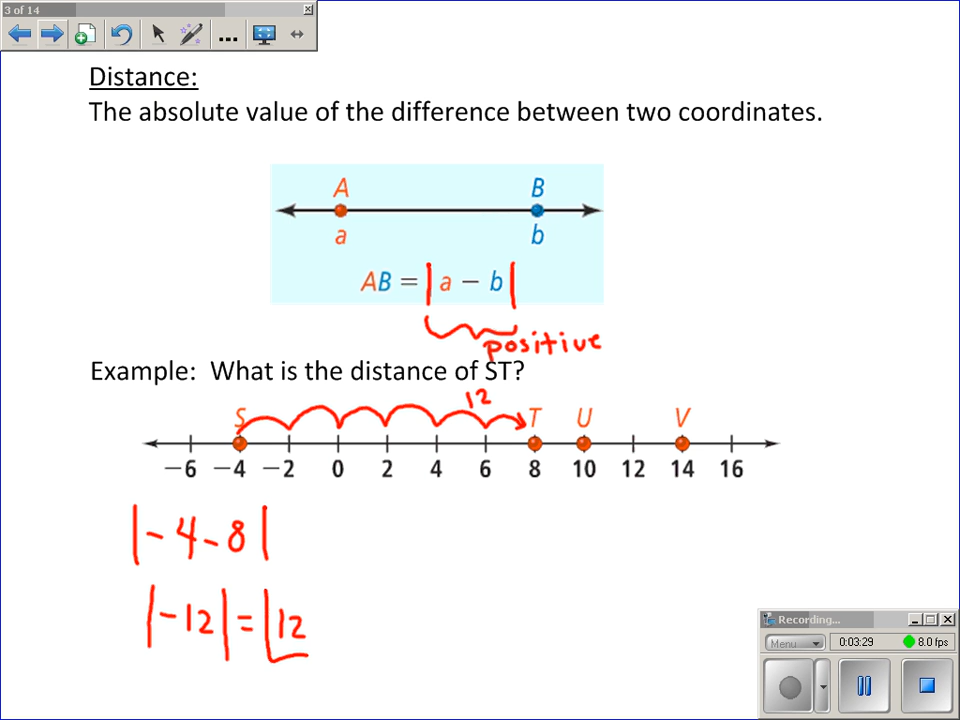 3 of 14
Distance:
The absolute value of the difference between two coordinates.
A B
a b
AB = | a − b |
positive
Example: What is the distance of ST?
12
S T U V
−6 −4 −2 0 2 4 6 8 10 12 14 16
|-4-8|
|-12| = 12
Recording...
Menu 0:03:29 8.0 fps